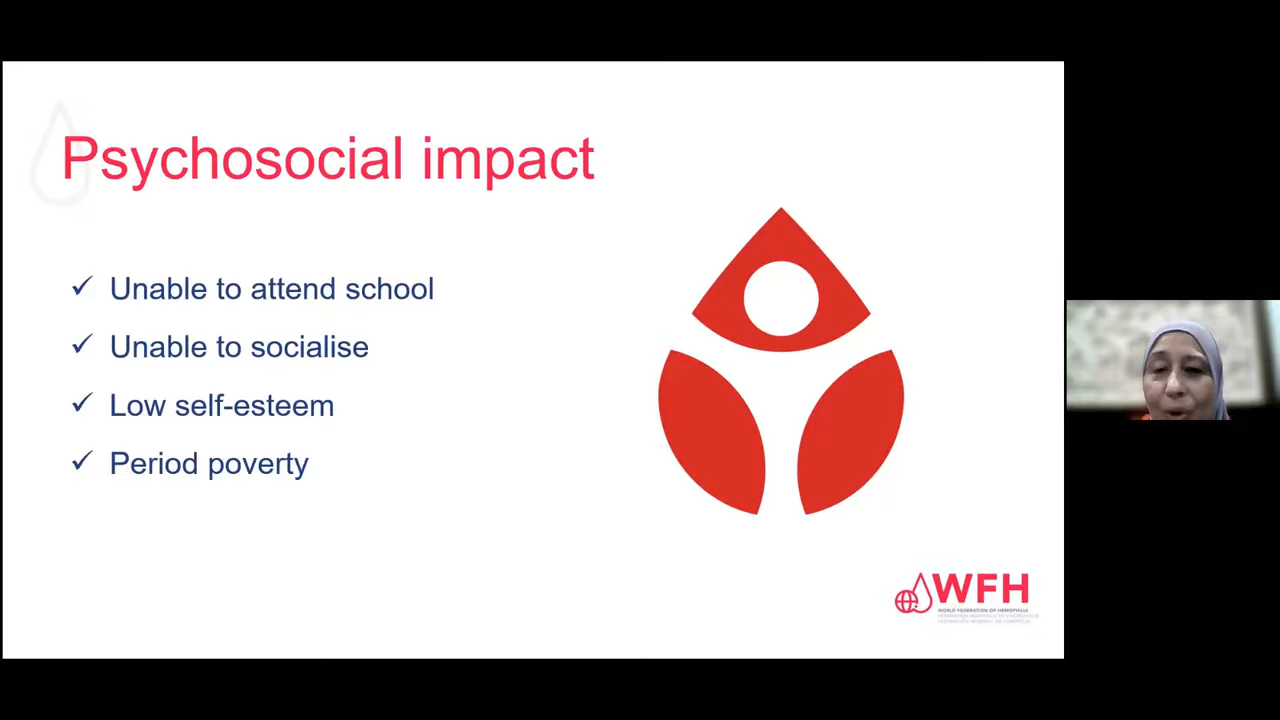 Psychosocial impact
✓ Unable to attend school
✓ Unable to socialise
✓ Low self-esteem
✓ Period poverty
WFH
WORLD FEDERATION OF HEMOPHILIA